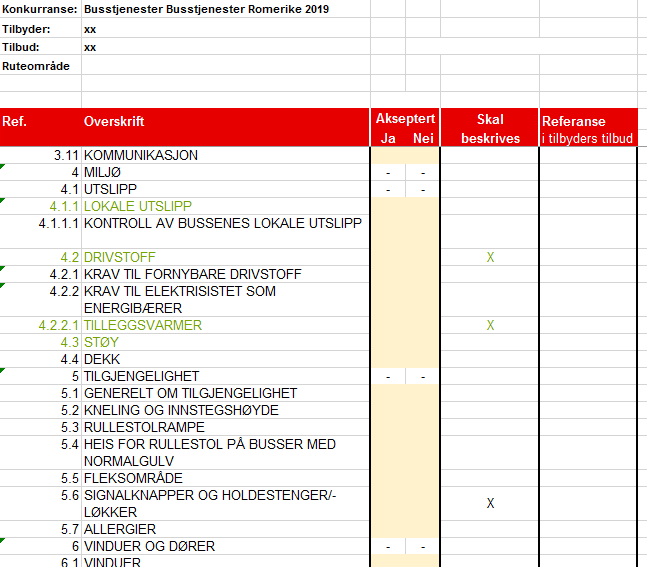 Konkurranse: Busstjenester Busstjenester Romerike 2019
Tilbyder: xx
Tilbud: xx
Ruteområde
Ref. Overskrift Akseptert Skal Referanse
Ja Nei beskrives i tilbyders tilbud
3.11 KOMMUNIKASJON
4 MILJØ - -
4.1 UTSLIPP - -
4.1.1 LOKALE UTSLIPP
4.1.1.1 KONTROLL AV BUSSENES LOKALE UTSLIPP
4.2 DRIVSTOFF X
4.2.1 KRAV TIL FORNYBARE DRIVSTOFF
4.2.2 KRAV TIL ELEKTRISISTET SOM
ENERGIBÆRER
4.2.2.1 TILLEGGSVARMER X
4.3 STØY
4.4 DEKK
5 TILGJENGELIGHET - -
5.1 GENERELT OM TILGJENGELIGHET
5.2 KNELING OG INNSTEGSHØYDE
5.3 RULLESTOLRAMPE
5.4 HEIS FOR RULLESTOL PÅ BUSSER MED
NORMALGULV
5.5 FLEKSOMRÅDE
5.6 SIGNALKNAPPER OG HOLDESTENGER/-
LØKKER X
5.7 ALLERGIER
6 VINDUER OG DØRER - -
6.1 VINDUER